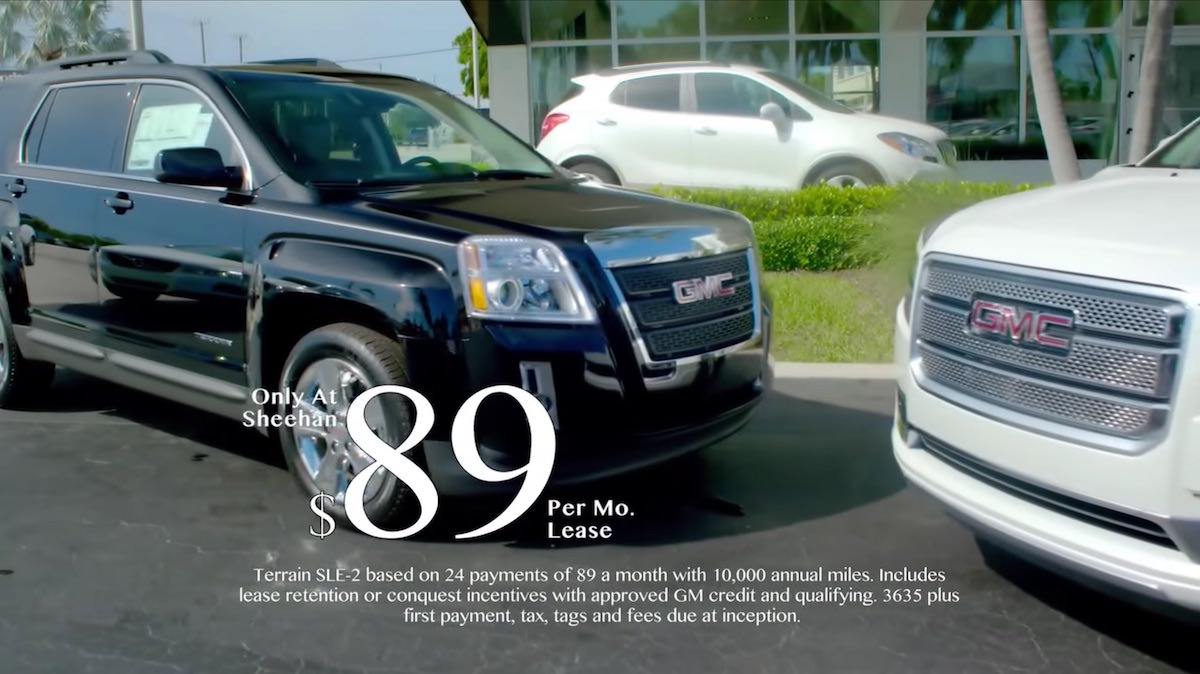 GMC
GMC
Only At
Sheehan
$89
Per Mo.
Lease
Terrain SLE-2 based on 24 payments of 89 a month with 10,000 annual miles. Includes
lease retention or conquest incentives with approved GM credit and qualifying. 3635 plus
first payment, tax, tags and fees due at inception.